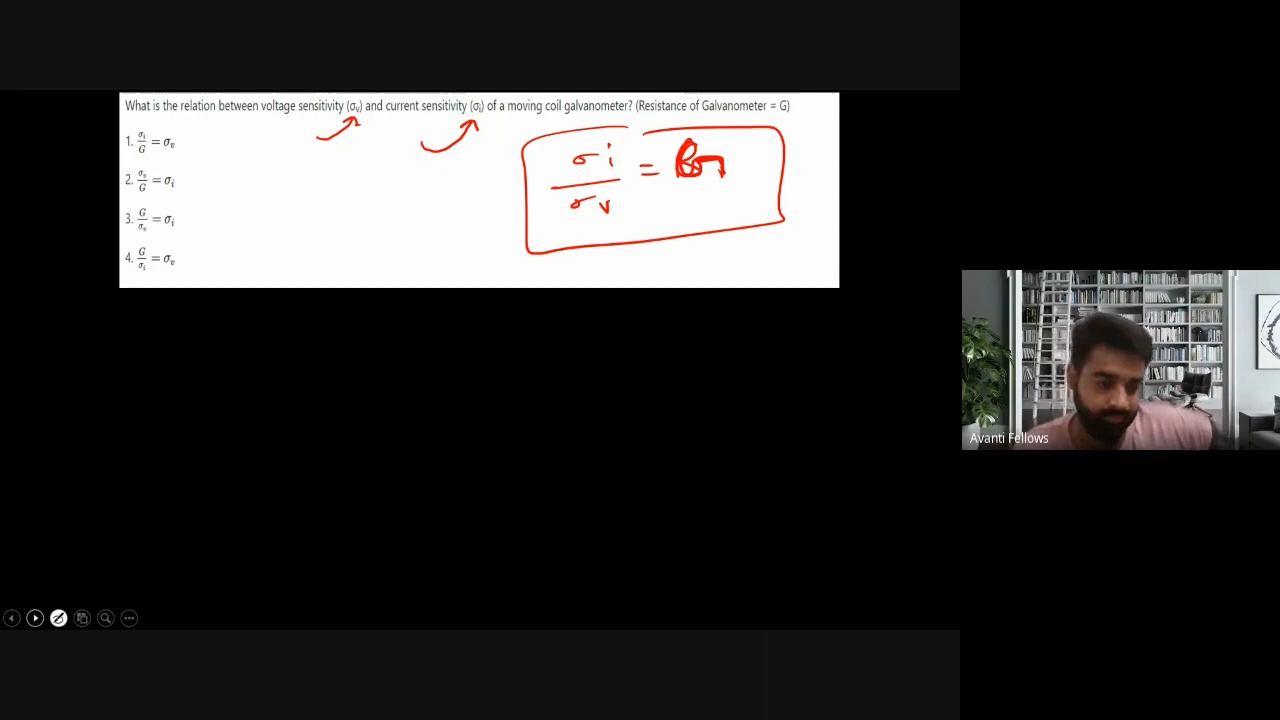 What is the relation between voltage sensitivity (σᵥ) and current sensitivity (σᵢ) of a moving coil galvanometer? (Resistance of Galvanometer = G)
1. σᵢ/G = σᵥ
2. σᵥ/G = σᵢ
3. G/σᵥ = σᵢ
4. G/σᵢ = σᵥ
σi/σv =
Avanti Fellows